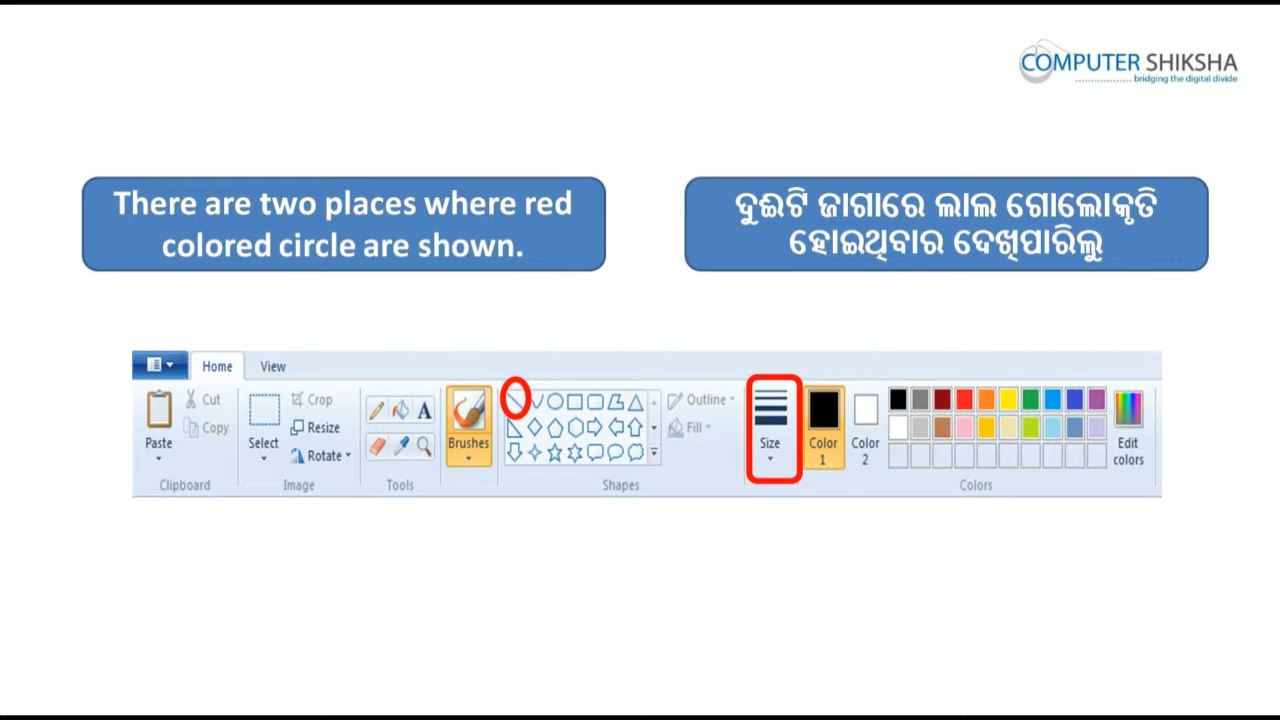 COMPUTER SHIKSHA
bridging the digital divide
There are two places where red
colored circle are shown.
ଦୁଇଟି ଜାଗାରେ ଲାଲ ଗୋଲୋକୃତି
ହୋଇଥିବାର ଦେଖିପାରିଲୁ
Home View
Cut
Copy
Paste
Clipboard
Select
Crop
Resize
Rotate
Image
A
Tools
Brushes
Shapes
Outline
Fill
Size
Color
1
Color
2
Edit
colors
Colors